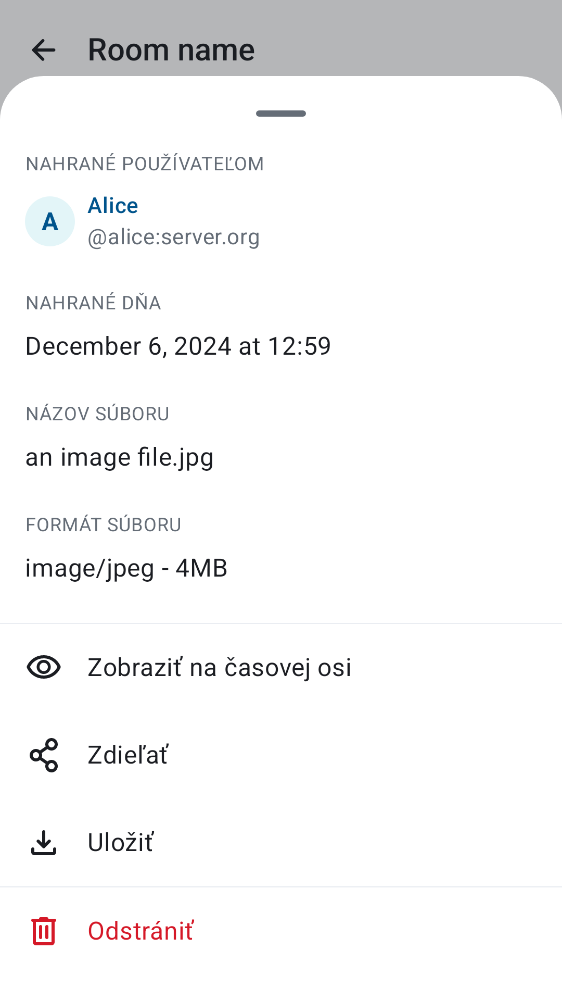 Room name
NAHRANÉ POUŽÍVATEĽOM
A
Alice
@alice:server.org
NAHRANÉ DŇA
December 6, 2024 at 12:59
NÁZOV SÚBORU
an image file.jpg
FORMÁT SÚBORU
image/jpeg - 4MB
Zobraziť na časovej osi
Zdieľať
Uložiť
Odstrániť